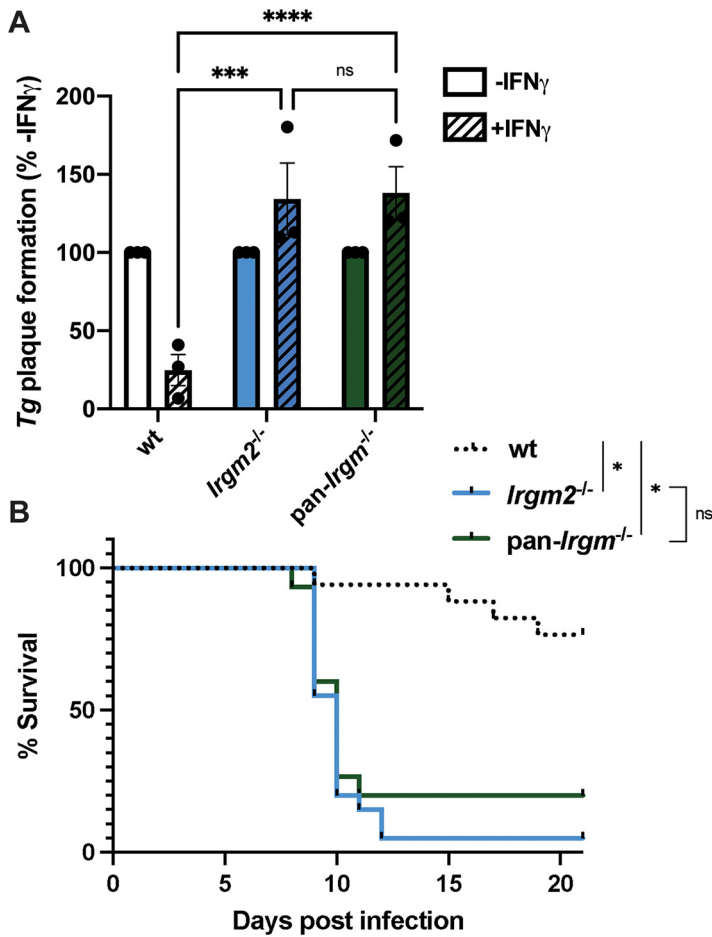 A
****
***
ns
-IFNγ
+IFNγ
Tg plaque formation (% -IFNγ)
200
150
100
50
0
wt
Irgm2-/-
pan-Irgm-/-
wt
Irgm2-/-
pan-Irgm-/-
*
*
ns
B
% Survival
100
50
0
0 5 10 15 20
Days post infection